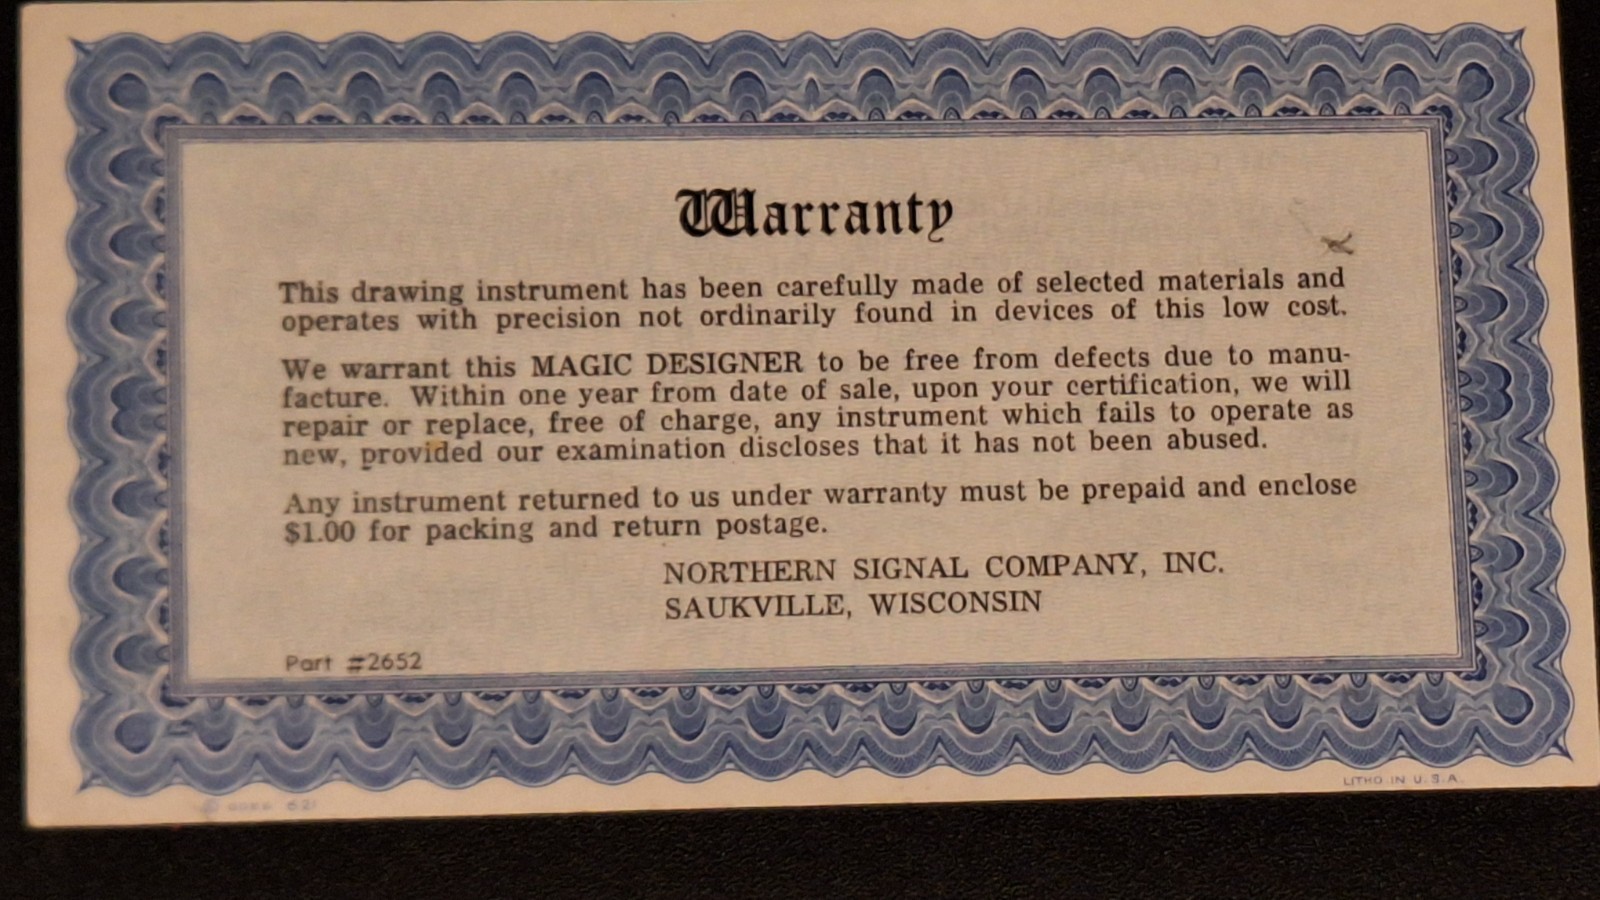 Warranty
This drawing instrument has been carefully made of selected materials and
operates with precision not ordinarily found in devices of this low cost.
We warrant this MAGIC DESIGNER to be free from defects due to manu-
facture. Within one year from date of sale, upon your certification, we will
repair or replace, free of charge, any instrument which fails to operate as
new, provided our examination discloses that it has not been abused.
Any instrument returned to us under warranty must be prepaid and enclose
$1.00 for packing and return postage.
NORTHERN SIGNAL COMPANY, INC.
SAUKVILLE, WISCONSIN
Part #2652
LITHO IN U.S.A.
© 621